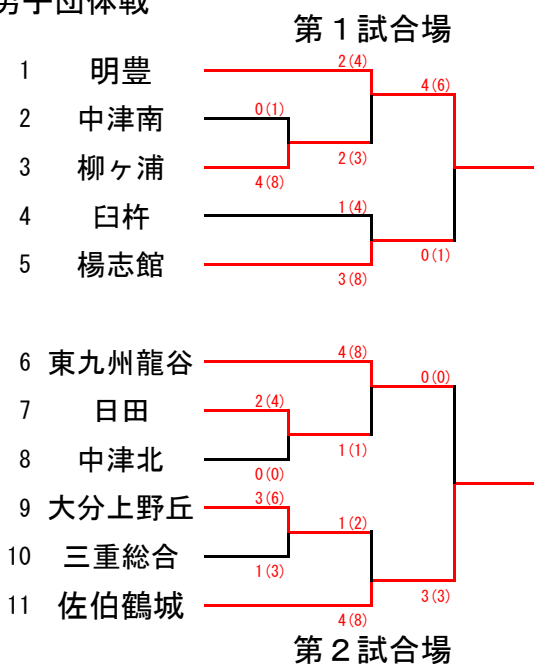 男子団体戦
第１試合場
1 明豊 2(4)
4(6)
2 中津南 0(1)
2(3)
3 柳ヶ浦 4(8)
4 臼杵 1(4)
0(1)
5 楊志館 3(8)
6 東九州龍谷 4(8)
0(0)
7 日田 2(4)
1(1)
8 中津北 0(0)
9 大分上野丘 3(6)
1(2)
10 三重総合 1(3)
3(3)
11 佐伯鶴城 4(8)
第２試合場